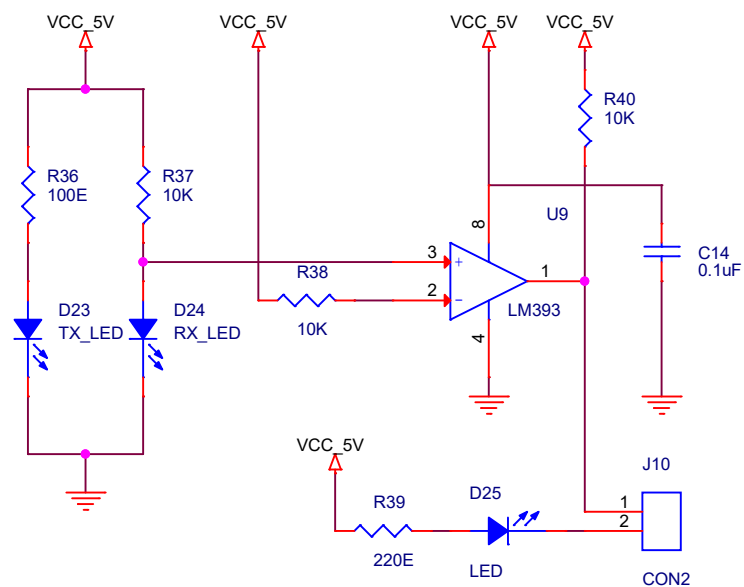 VCC_5V
VCC_5V
VCC_5V
VCC_5V
R36
100E
R37
10K
R40
10K
U9
8
3
+
1
2
−
4
LM393
R38
10K
C14
0.1uF
D23
TX_LED
D24
RX_LED
VCC_5V
R39
220E
D25
LED
J10
1
2
CON2